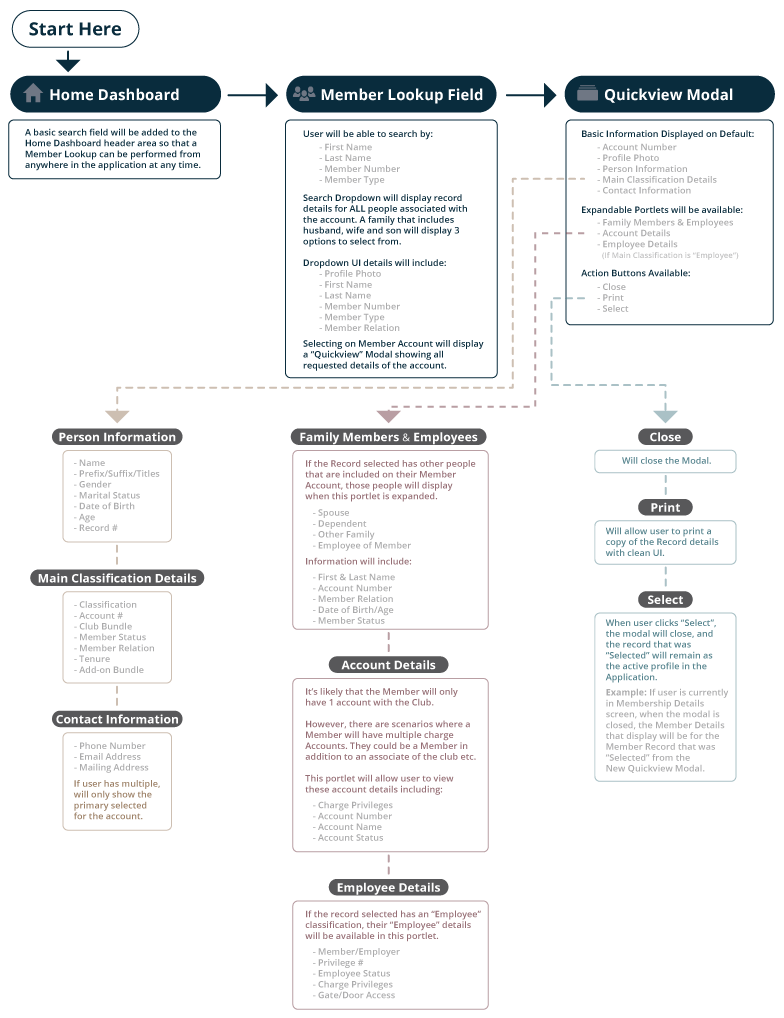 Start Here
Home Dashboard
A basic search field will be added to the
Home Dashboard header area so that a
Member Lookup can be performed from
anywhere in the application at any time.
Member Lookup Field
User will be able to search by:
- First Name
- Last Name
- Member Number
- Member Type
Search Dropdown will display record
details for ALL people associated with
the account. A family that includes
husband, wife and son will display 3
options to select from.
Dropdown UI details will include:
- Profile Photo
- First Name
- Last Name
- Member Number
- Member Type
- Member Relation
Selecting on Member Account will display
a “Quickview” Modal showing all
requested details of the account.
Quickview Modal
Basic Information Displayed on Default:
- Account Number
- Profile Photo
- Person Information
- Main Classification Details
- Contact Information
Expandable Portlets will be available:
- Family Members & Employees
- Account Details
- Employee Details
(If Main Classification is “Employee”)
Action Buttons Available:
- Close
- Print
- Select
Person Information
- Name
- Prefix/Suffix/Titles
- Gender
- Marital Status
- Date of Birth
- Age
- Record #
Main Classification Details
- Classification
- Account #
- Club Bundle
- Member Status
- Member Relation
- Tenure
- Add-on Bundle
Contact Information
- Phone Number
- Email Address
- Mailing Address
If user has multiple,
will only show the
primary selected
for the account.
Family Members & Employees
If the Record selected has other people
that are included on their Member
Account, those people will display
when this portlet is expanded.
- Spouse
- Dependent
- Other Family
- Employee of Member
Information will include:
- First & Last Name
- Account Number
- Member Relation
- Date of Birth/Age
- Member Status
Account Details
It’s likely that the Member will only
have 1 account with the Club.
However, there are scenarios where a
Member will have multiple charge
Accounts. They could be a Member in
addition to an associate of the club etc.
This portlet will allow user to view
these account details including:
- Charge Privileges
- Account Number
- Account Name
- Account Status
Employee Details
If the record selected has an “Employee”
classification, their “Employee” details
will be available in this portlet.
- Member/Employer
- Privilege #
- Employee Status
- Charge Privileges
- Gate/Door Access
Close
Will close the Modal.
Print
Will allow user to print a
copy of the Record details
with clean UI.
Select
When user clicks “Select”,
the modal will close, and
the record that was
“Selected” will remain as
the active profile in the
Application.
Example: If user is currently
in Membership Details
screen, when the modal is
closed, the Member Details
that display will be for the
Member Record that was
“Selected” from the
New Quickview Modal.